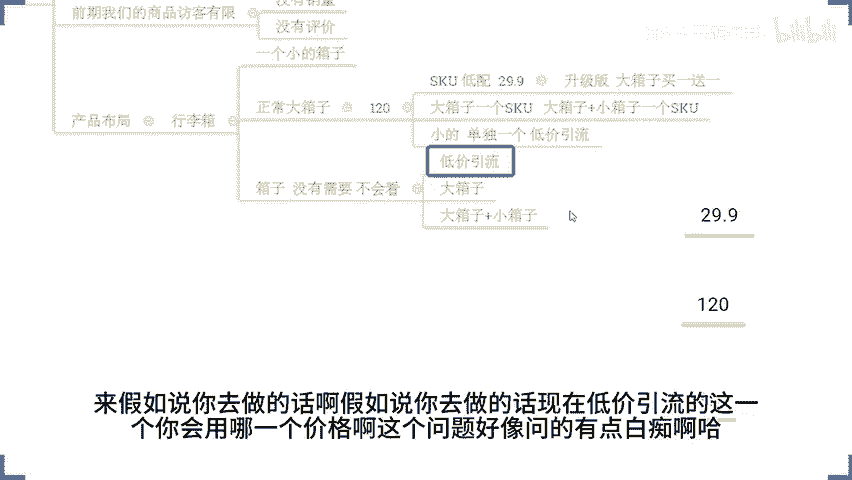 没有销量
前期我们的商品访客有限
没有评价
一个小的箱子
SKU 低配 29.9 升级版 大箱子买一送一
正常大箱子 120 大箱子一个SKU 大箱子+小箱子一个SKU
产品布局 行李箱
小的 单独一个 低价引流
低价引流
箱子 没有需要 不会看 大箱子
大箱子+小箱子
29.9
120
来假如说你去做的话啊假如说你去做的话现在低价引流的这一
个你会用哪一个价格啊这个问题好像问的有点白痴啊哈
bilibili